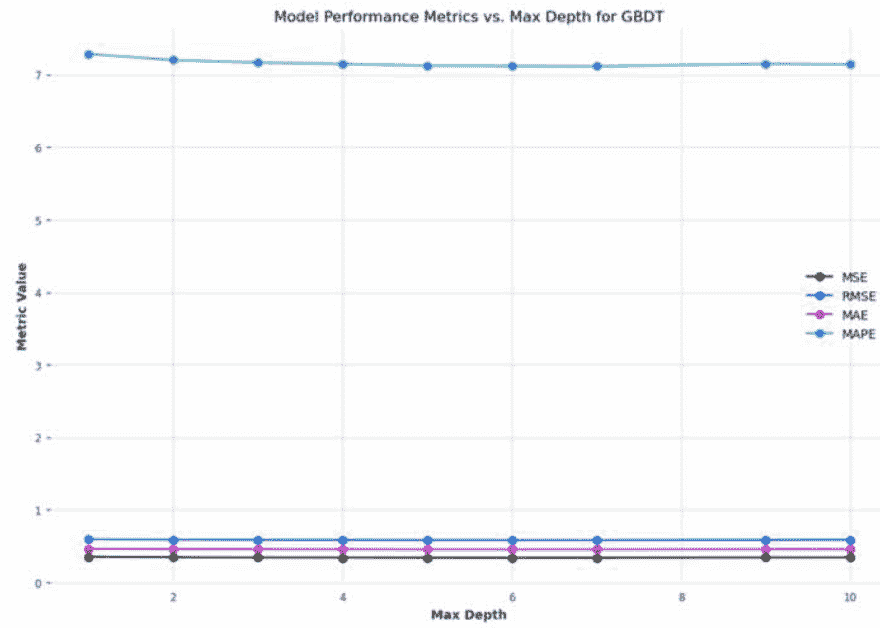 Model Performance Metrics vs. Max Depth for GBDT
7
6
5
4
3
2
1
0
Metric Value
MSE
RMSE
MAE
MAPE
2 4 6 8 10
Max Depth